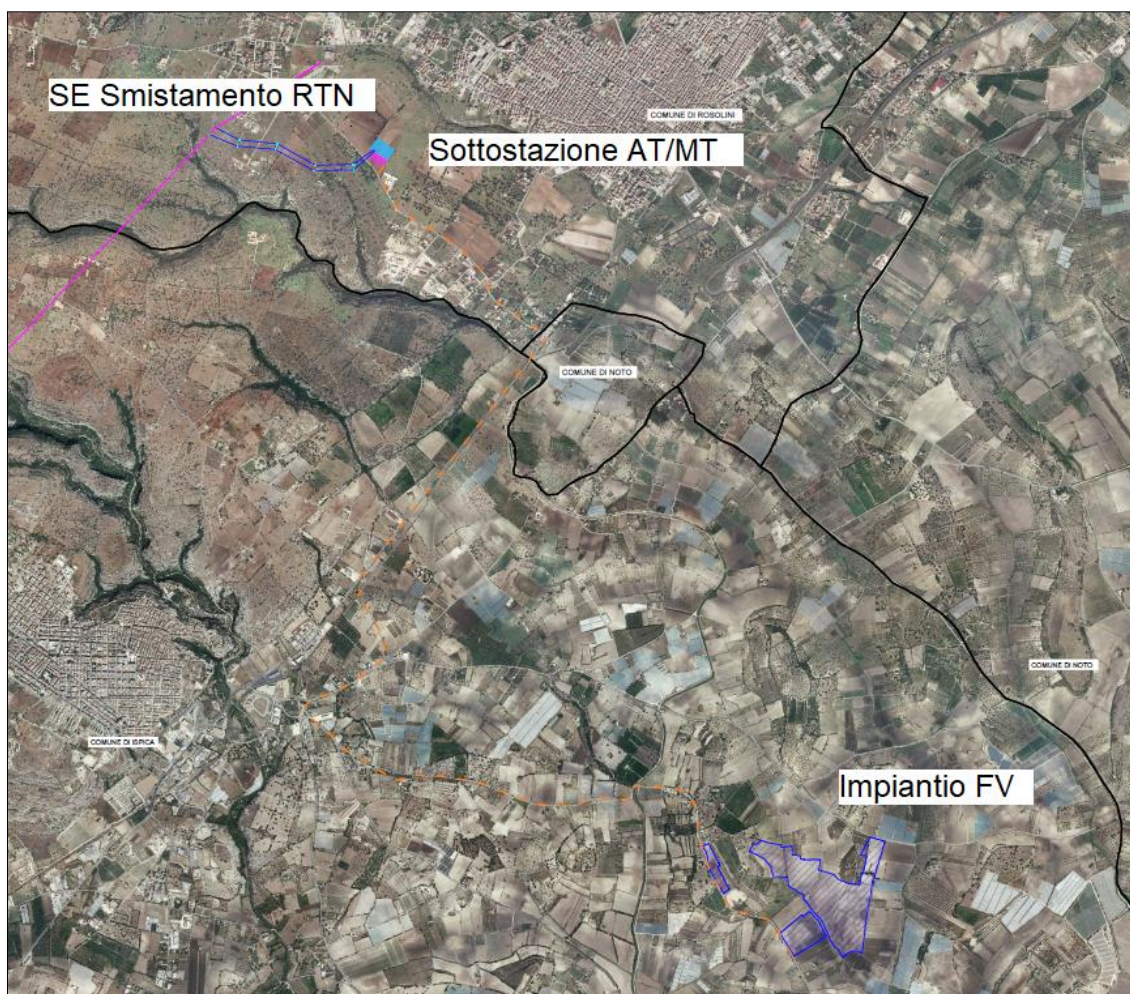 SE Smistamento RTN
COMUNE DI ROSOLINI
Sottostazione AT/MT
COMUNE DI NOTO
COMUNE DI NOTO
COMUNE DI ISPICA
Impiantio FV